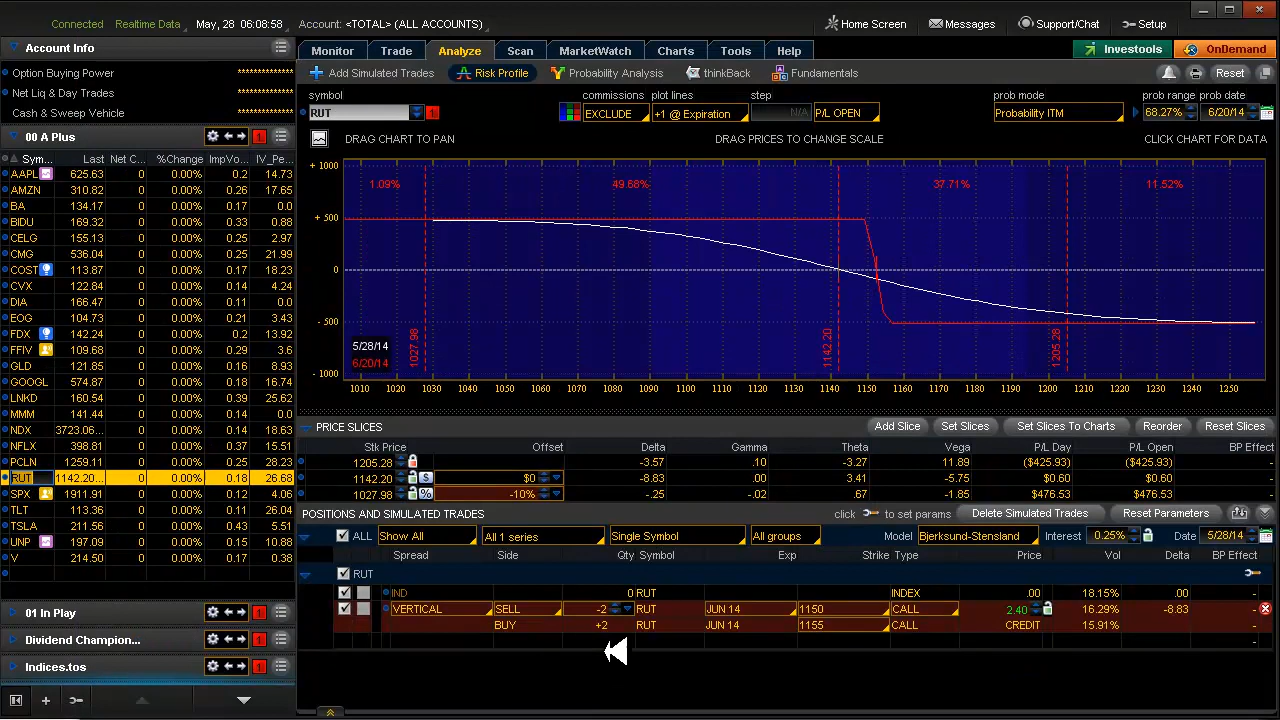 Connected Realtime Data May, 28 06:08:58 Account: <TOTAL> (ALL ACCOUNTS) Home Screen Messages Support/Chat Setup
Account Info
Option Buying Power *************
Net Liq & Day Trades *************
Cash & Sweep Vehicle *************
00 A Plus 1
Sym... Last Net C... %Change ImpVo... IV_Pe...
AAPL 625.63 0 0.00% 0.2 14.73
AMZN 310.82 0 0.00% 0.26 17.65
BA 134.17 0 0.00% 0.17 0.0
BIDU 169.32 0 0.00% 0.33 0.88
CELG 155.13 0 0.00% 0.25 2.97
CMG 536.04 0 0.00% 0.25 21.99
COST 113.87 0 0.00% 0.17 18.23
CVX 122.84 0 0.00% 0.14 4.24
DIA 166.47 0 0.00% 0.11 0.0
EOG 104.73 0 0.00% 0.21 3.43
FDX 142.24 0 0.00% 0.2 13.92
FFIV 109.68 0 0.00% 0.29 3.6
GLD 121.85 0 0.00% 0.16 8.93
GOOGL 574.87 0 0.00% 0.18 16.74
LNKD 160.54 0 0.00% 0.39 25.62
MMM 141.44 0 0.00% 0.14 0.0
NDX 3723.06... 0 0.00% 0.14 18.63
NFLX 398.81 0 0.00% 0.37 15.51
PCLN 1259.11 0 0.00% 0.25 28.23
RUT 1142.20... 0 0.00% 0.18 26.68
SPX 1911.91 0 0.00% 0.12 4.06
TLT 113.36 0 0.00% 0.11 26.04
TSLA 211.56 0 0.00% 0.43 5.51
UNP 197.09 0 0.00% 0.15 10.88
V 214.50 0 0.00% 0.17 0.38
01 In Play 1
Dividend Champion... 1
Indices.tos 1
Monitor Trade Analyze Scan MarketWatch Charts Tools Help Investools OnDemand
Add Simulated Trades Risk Profile Probability Analysis thinkBack Fundamentals Reset
symbol commissions plot lines step prob mode prob range prob date
RUT 1 EXCLUDE +1 @ Expiration N/A P/L OPEN Probability ITM 68.27% 6/20/14
DRAG CHART TO PAN DRAG PRICES TO CHANGE SCALE CLICK CHART FOR DATA
+ 1000
1.09% 49.68% 37.71% 11.52%
+ 500
0
- 500
- 1000
1027.98 1142.20 1205.28
5/28/14
6/20/14
1010 1020 1030 1040 1050 1060 1070 1080 1090 1100 1110 1120 1130 1140 1150 1160 1170 1180 1190 1200 1210 1220 1230 1240 1250
PRICE SLICES Add Slice Set Slices Set Slices To Charts Reorder Reset Slices
Stk Price Offset Delta Gamma Theta Vega P/L Day P/L Open BP Effect
1205.28 -3.57 .10 -3.27 11.89 ($425.93) ($425.93) -
1142.20 $ $0 -8.83 .00 3.41 -5.75 $0.60 $0.60 -
1027.98 % -10% -.25 -.02 .67 -1.85 $476.53 $476.53 -
POSITIONS AND SIMULATED TRADES click to set params Delete Simulated Trades Reset Parameters
ALL Show All All 1 series Single Symbol All groups Model Bjerksund-Stensland Interest 0.25% Date 5/28/14
Spread Side Qty Symbol Exp Strike Type Price Vol Delta BP Effect
RUT
IND 0 RUT INDEX .00 18.15% .00 -
VERTICAL SELL -2 RUT JUN 14 1150 CALL 2.40 16.29% -8.83 -
BUY +2 RUT JUN 14 1155 CALL CREDIT 15.91% -
-